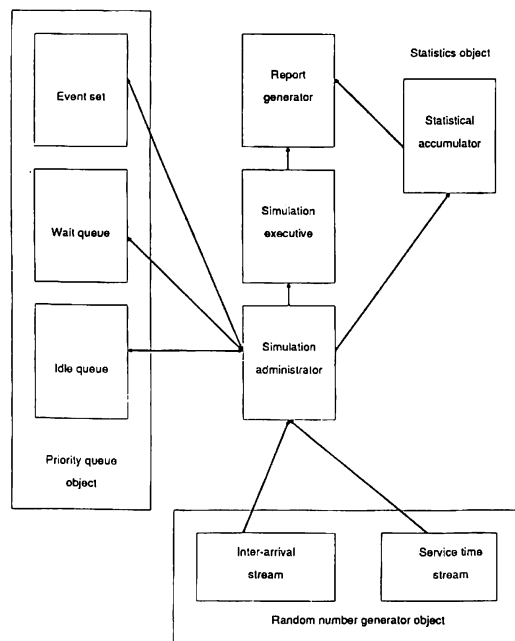 Event set
Wait queue
Idle queue
Priority queue
object
Report
generator
Simulation
executive
Simulation
administrator
Statistics object
Statistical
accumulator
Inter-arrival
stream
Service time
stream
Random number generator object